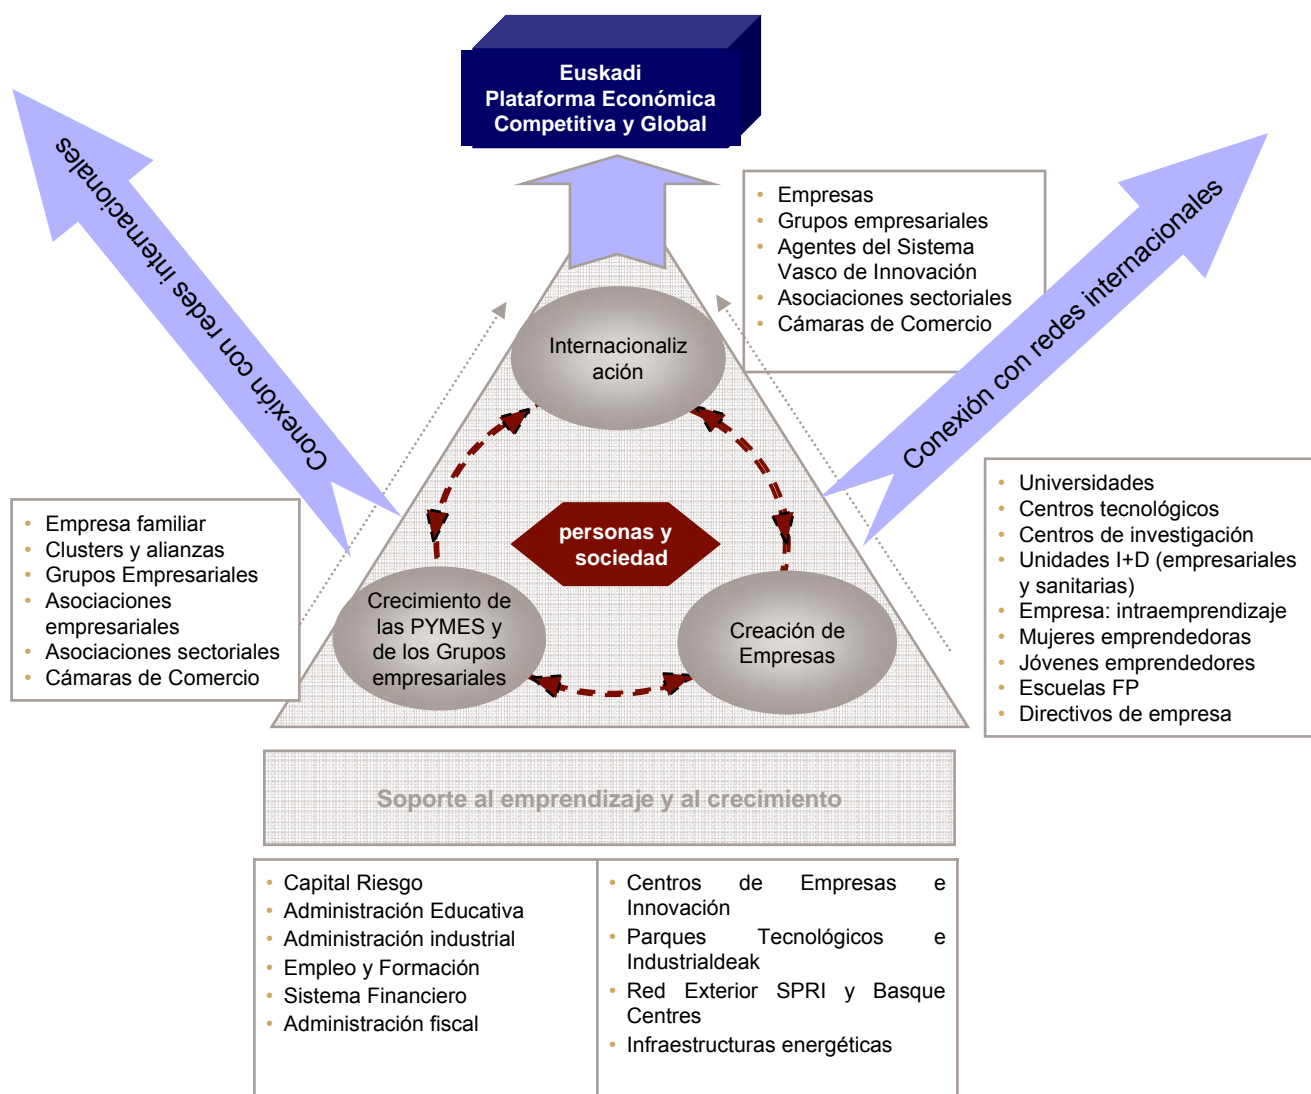 Euskadi
Plataforma Económica
Competitiva y Global
Conexión con redes internacionales
Conexión con redes internacionales
• Empresas
• Grupos empresariales
• Agentes del Sistema
Vasco de Innovación
• Asociaciones sectoriales
• Cámaras de Comercio
Internacionaliz
ación
personas y
sociedad
Crecimiento de
las PYMES y
de los Grupos
empresariales
Creación de
Empresas
• Empresa familiar
• Clusters y alianzas
• Grupos Empresariales
• Asociaciones
empresariales
• Asociaciones sectoriales
• Cámaras de Comercio
• Universidades
• Centros tecnológicos
• Centros de investigación
• Unidades I+D (empresariales
y sanitarias)
• Empresa: intraemprendizaje
• Mujeres emprendedoras
• Jóvenes emprendedores
• Escuelas FP
• Directivos de empresa
Soporte al emprendizaje y al crecimiento
• Capital Riesgo
• Administración Educativa
• Administración industrial
• Empleo y Formación
• Sistema Financiero
• Administración fiscal
• Centros de Empresas e
Innovación
• Parques Tecnológicos e
Industrialdeak
• Red Exterior SPRI y Basque
Centres
• Infraestructuras energéticas